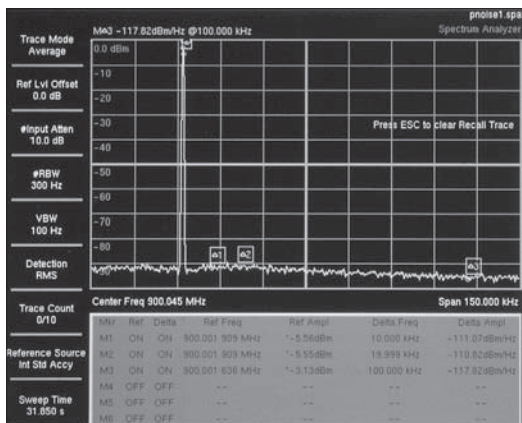 pnoise1.spa
Trace Mode
Average
M▵3 -117.82dBm/Hz @100.000 kHz
Spectrum Analyzer
0.0 dBm
Ref Lvl Offset
0.0 dB
-10
-20
#Input Atten
10.0 dB
-30
Press ESC to clear Recall Trace
-40
#RBW
300 Hz
-50
-60
VBW
100 Hz
-70
-80
▵1 ▵2 ▵3
Detection
RMS
-90
Trace Count
0/10
Center Freq 900.045 MHz
Span 150.000 kHz
Mkr Ref Delta Ref Freq Ref Ampl Delta Freq Delta Ampl
M1 ON ON 900.001 909 MHz *-5.56dBm 10.000 kHz -111.07dBm/Hz
M2 ON ON 900.001 909 MHz *-5.55dBm 19.999 kHz -110.82dBm/Hz
M3 ON ON 900.001 636 MHz *-3.13dBm 100.000 kHz -117.82dBm/Hz
M4 OFF OFF -- -- -- --
M5 OFF OFF -- -- -- --
M6 OFF OFF -- -- -- --
Reference Source
Int Std Accy
Sweep Time
31.850 s